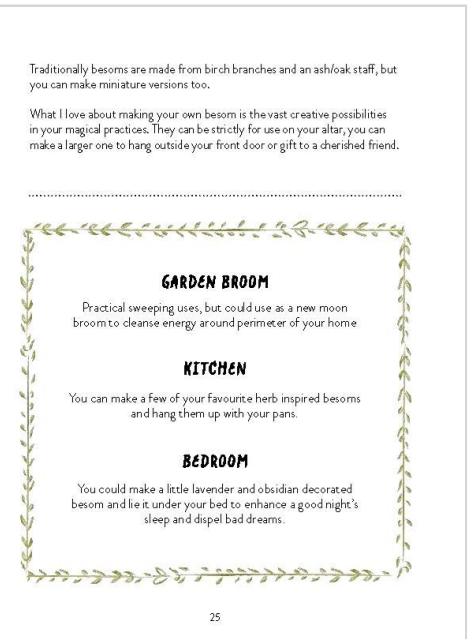 Traditionally besoms are made from birch branches and an ash/oak staff, but
you can make miniature versions too.
What I love about making your own besom is the vast creative possibilities
in your magical practices. They can be strictly for use on your altar, you can
make a larger one to hang outside your front door or gift to a cherished friend.
GARDEN BROOM
Practical sweeping uses, but could use as a new moon
broom to cleanse energy around perimeter of your home
KITCHEN
You can make a few of your favourite herb inspired besoms
and hang them up with your pans.
BEDROOM
You could make a little lavender and obsidian decorated
besom and lie it under your bed to enhance a good night's
sleep and dispel bad dreams.
25